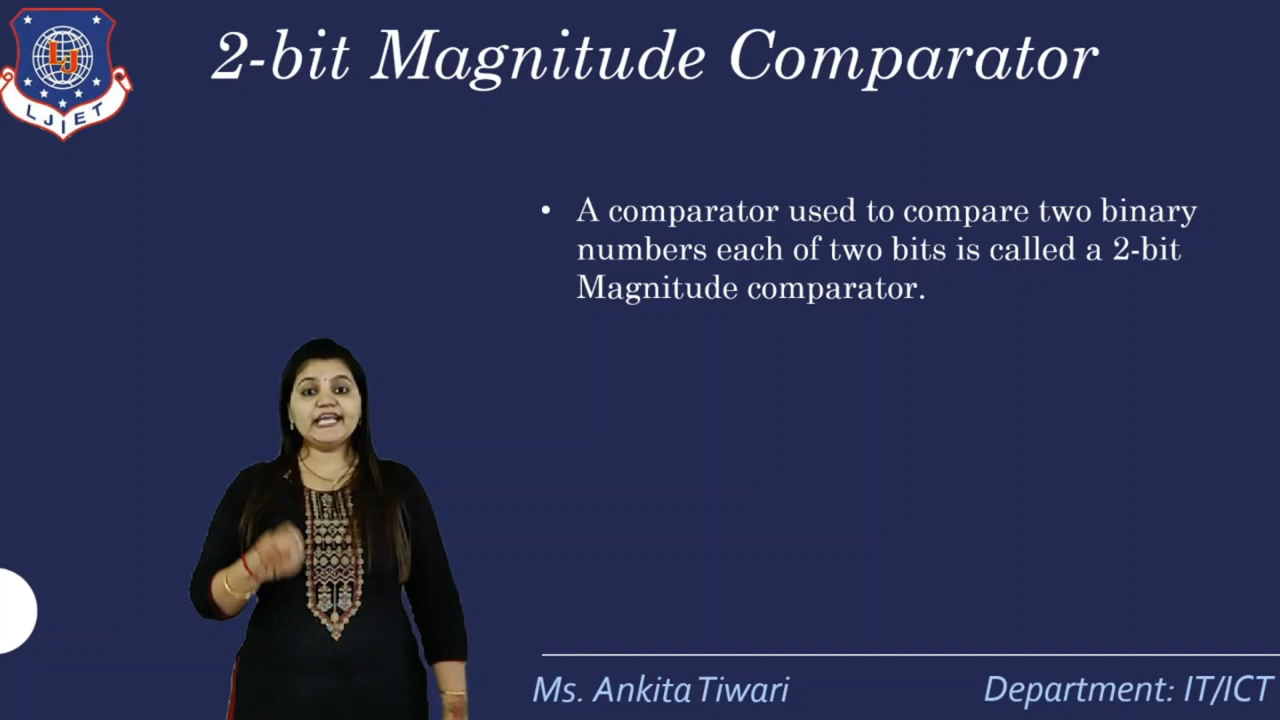 LJ
LJIET
2-bit Magnitude Comparator
• A comparator used to compare two binary
numbers each of two bits is called a 2-bit
Magnitude comparator.
Ms. Ankita Tiwari
Department: IT/ICT